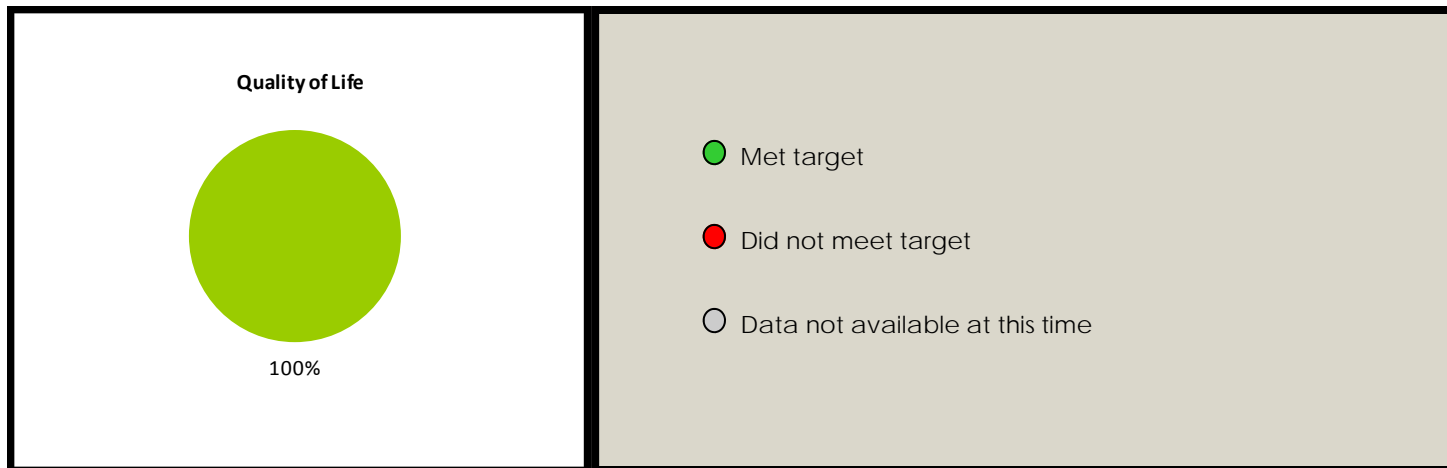 Quality of Life
100%
Met target
Did not meet target
Data not available at this time